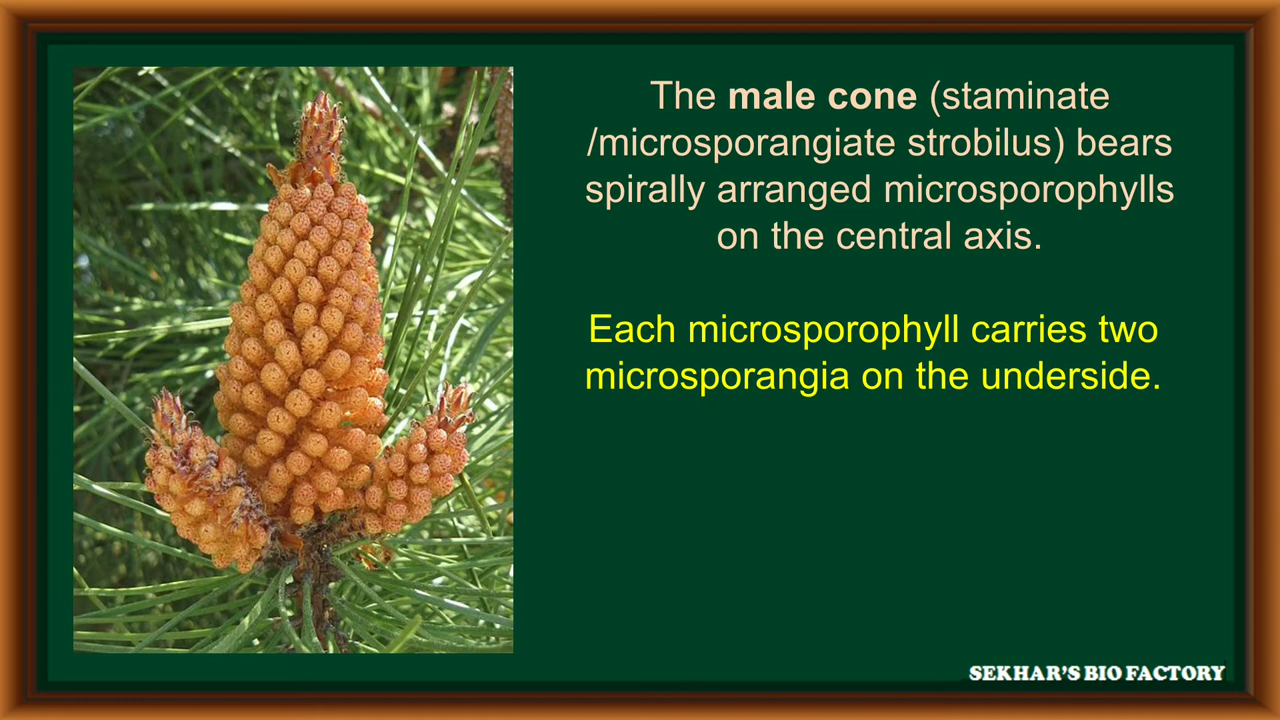 The male cone (staminate
/microsporangiate strobilus) bears
spirally arranged microsporophylls
on the central axis.
Each microsporophyll carries two
microsporangia on the underside.
SEKHAR'S BIO FACTORY